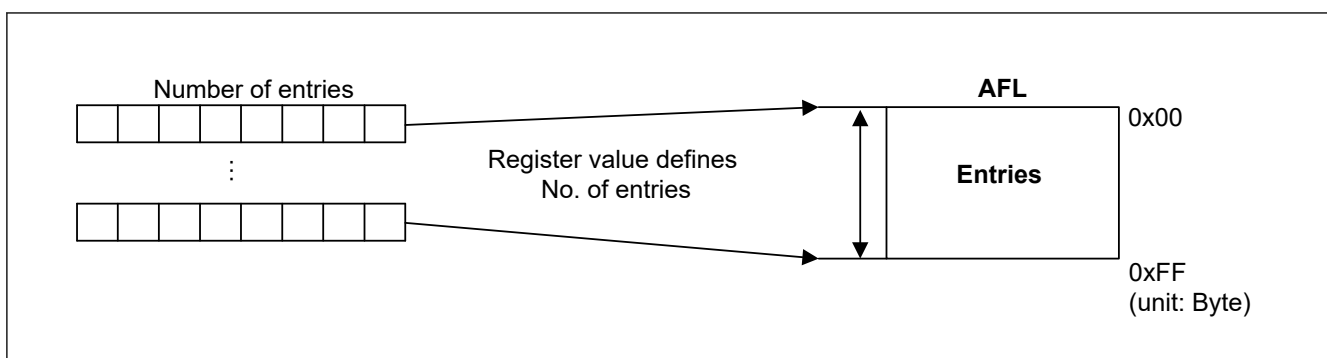 Number of entries
⋮
Register value defines
No. of entries
AFL
Entries
0x00
0xFF
(unit: Byte)